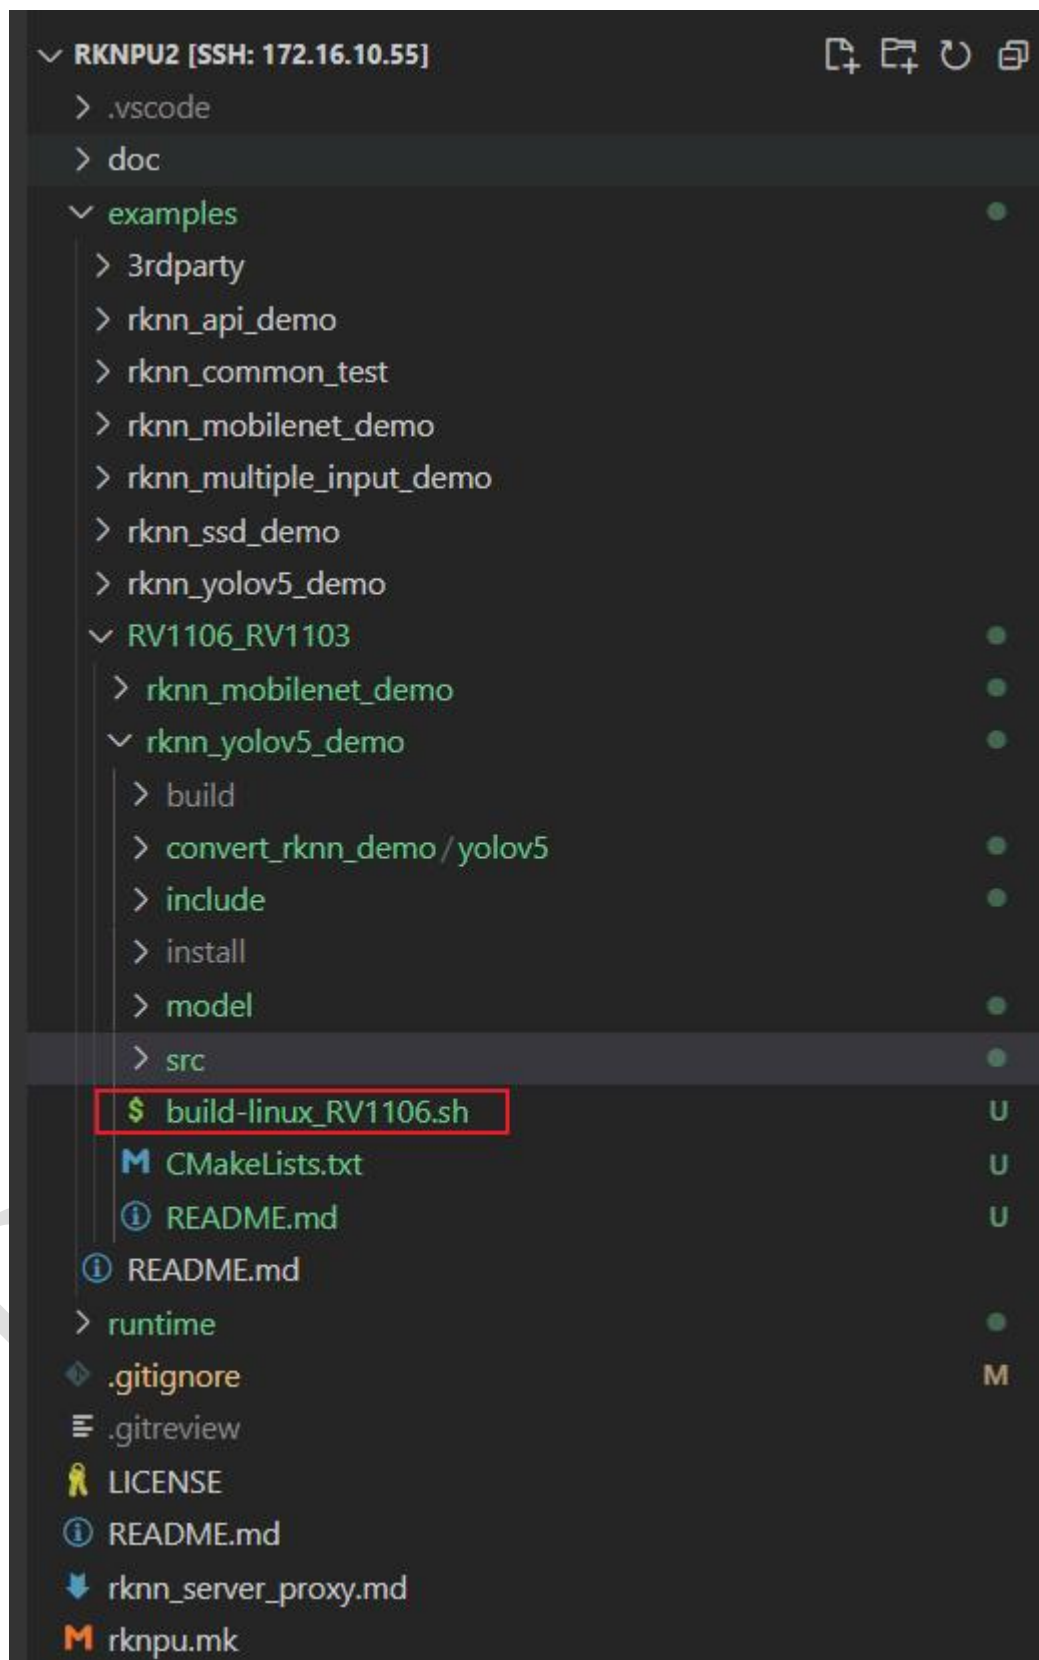 RKNPU2 [SSH: 172.16.10.55]
.vscode
doc
examples
3rdparty
rknn_api_demo
rknn_common_test
rknn_mobilenet_demo
rknn_multiple_input_demo
rknn_ssd_demo
rknn_yolov5_demo
RV1106_RV1103
rknn_mobilenet_demo
rknn_yolov5_demo
build
convert_rknn_demo/yolov5
include
install
model
src
$ build-linux_RV1106.sh U
M CMakeLists.txt U
README.md U
README.md
runtime
.gitignore M
.gitreview
LICENSE
README.md
rknn_server_proxy.md
M rknpu.mk